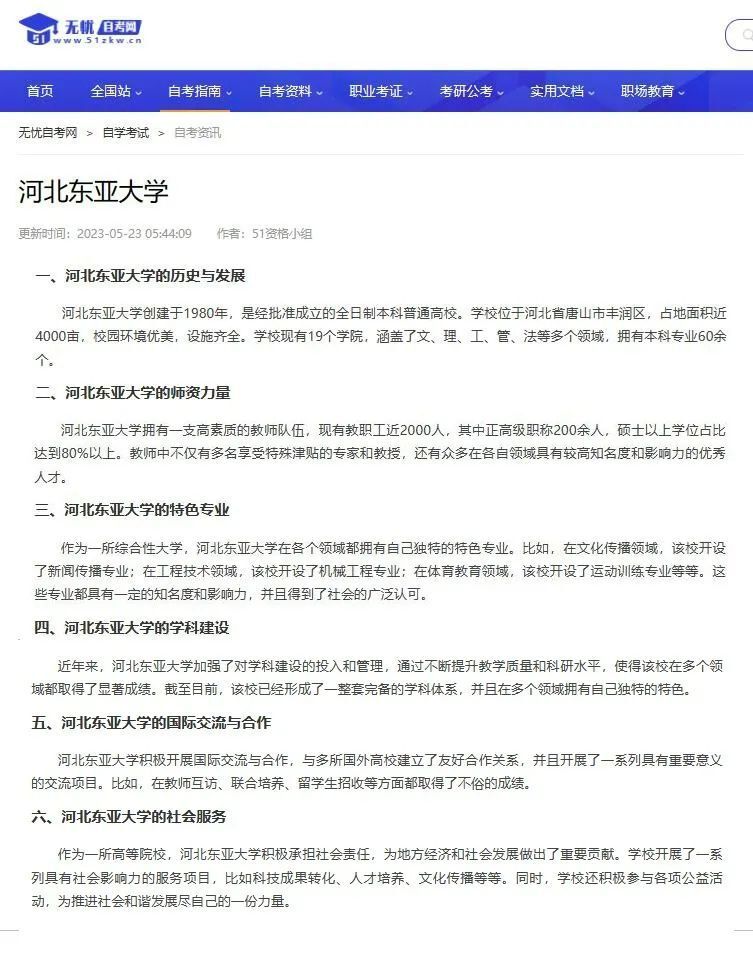 无忧 自考网
51 www.51zkw.cn
首页 全国站 自考指南 自考资料 职业考证 考研公考 实用文档 职场教育
无忧自考网 > 自学考试 > 自考资讯
河北东亚大学
更新时间：2023-05-23 05:44:09 作者：51资格小组
一、河北东亚大学的历史与发展
河北东亚大学创建于1980年，是经批准成立的全日制本科普通高校。学校位于河北省唐山市丰润区，占地面积近
4000亩，校园环境优美，设施齐全。学校现有19个学院，涵盖了文、理、工、管、法等多个领域，拥有本科专业60余
个。
二、河北东亚大学的师资力量
河北东亚大学拥有一支高素质的教师队伍，现有教职工近2000人，其中正高级职称200余人，硕士以上学位占比
达到80%以上。教师中不仅有多名享受特殊津贴的专家和教授，还有众多在各自领域具有较高知名度和影响力的优秀
人才。
三、河北东亚大学的特色专业
作为一所综合性大学，河北东亚大学在各个领域都拥有自己独特的特色专业。比如，在文化传播领域，该校开设
了新闻传播专业；在工程技术领域，该校开设了机械工程专业；在体育教育领域，该校开设了运动训练专业等等。这
些专业都具有一定的知名度和影响力，并且得到了社会的广泛认可。
四、河北东亚大学的学科建设
近年来，河北东亚大学加强了对学科建设的投入和管理，通过不断提升教学质量和科研水平，使得该校在多个领
域都取得了显著成绩。截至目前，该校已经形成了一整套完备的学科体系，并且在多个领域拥有自己独特的特色。
五、河北东亚大学的国际交流与合作
河北东亚大学积极开展国际交流与合作，与多所国外高校建立了友好合作关系，并且开展了一系列具有重要意义
的交流项目。比如，在教师互访、联合培养、留学生招收等方面都取得了不俗的成绩。
六、河北东亚大学的社会服务
作为一所高等院校，河北东亚大学积极承担社会责任，为地方经济和社会发展做出了重要贡献。学校开展了一系
列具有社会影响力的服务项目，比如科技成果转化、人才培养、文化传播等等。同时，学校还积极参与各项公益活
动，为推进社会和谐发展尽自己的一份力量。